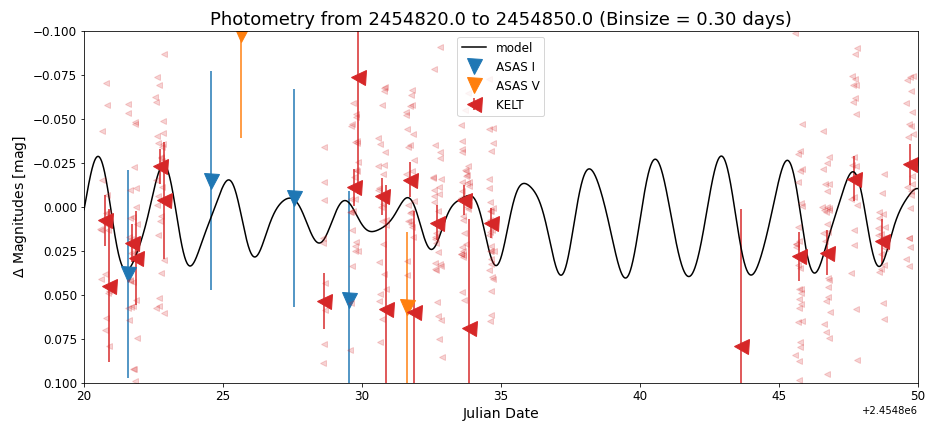 Photometry from 2454820.0 to 2454850.0 (Binsize = 0.30 days)
−0.100
−0.075
−0.050
−0.025
0.000
0.025
0.050
0.075
0.100
Δ Magnitudes [mag]
model
ASAS I
ASAS V
KELT
20 25 30 35 40 45 50
+2.4548e6
Julian Date